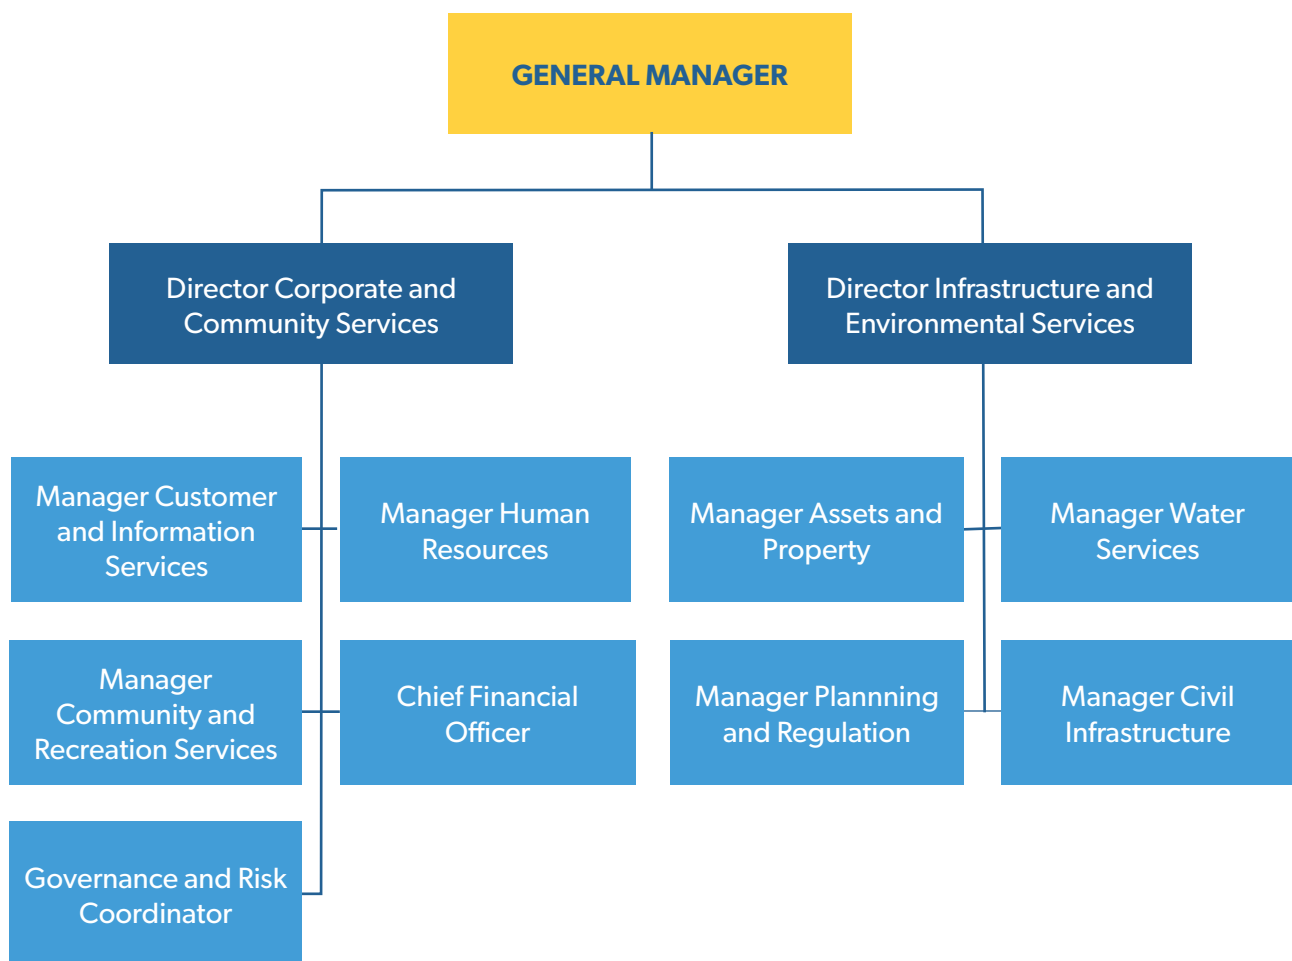 GENERAL MANAGER
Director Corporate and
Community Services
Director Infrastructure and
Environmental Services
Manager Customer
and Information
Services
Manager Human
Resources
Manager Assets and
Property
Manager Water
Services
Manager
Community and
Recreation Services
Chief Financial
Officer
Manager Plannning
and Regulation
Manager Civil
Infrastructure
Governance and Risk
Coordinator